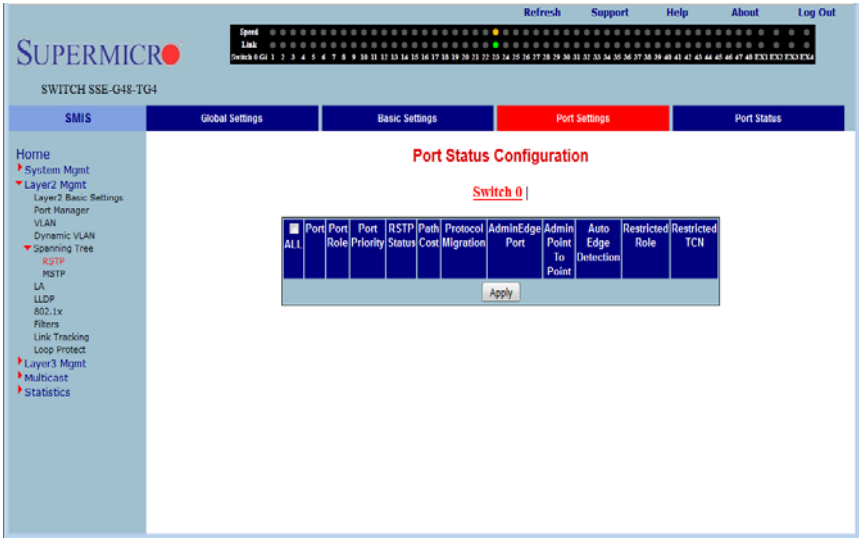 Refresh Support Help About Log Out
Speed
Link
Switch 0 Gi 1 2 3 4 5 6 7 8 9 10 11 12 13 14 15 16 17 18 19 20 21 22 23 24 25 26 27 28 29 30 31 32 33 34 35 36 37 38 39 40 41 42 43 44 45 46 47 48 EX1 EX2 EX3 EX4
SUPERMICRO
SWITCH SSE-G48-TG4
SMIS
Global Settings
Basic Settings
Port Settings
Port Status
Home
System Mgmt
Layer2 Mgmt
Layer2 Basic Settings
Port Manager
VLAN
Dynamic VLAN
Spanning Tree
RSTP
MSTP
LA
LLDP
802.1x
Filters
Link Tracking
Loop Protect
Layer3 Mgmt
Multicast
Statistics
Port Status Configuration
Switch 0 |
ALL
Port
Port Role
Port Priority
RSTP Status
Path Cost
Protocol Migration
AdminEdge Port
Admin Point To Point
Auto Edge Detection
Restricted Role
Restricted TCN
Apply